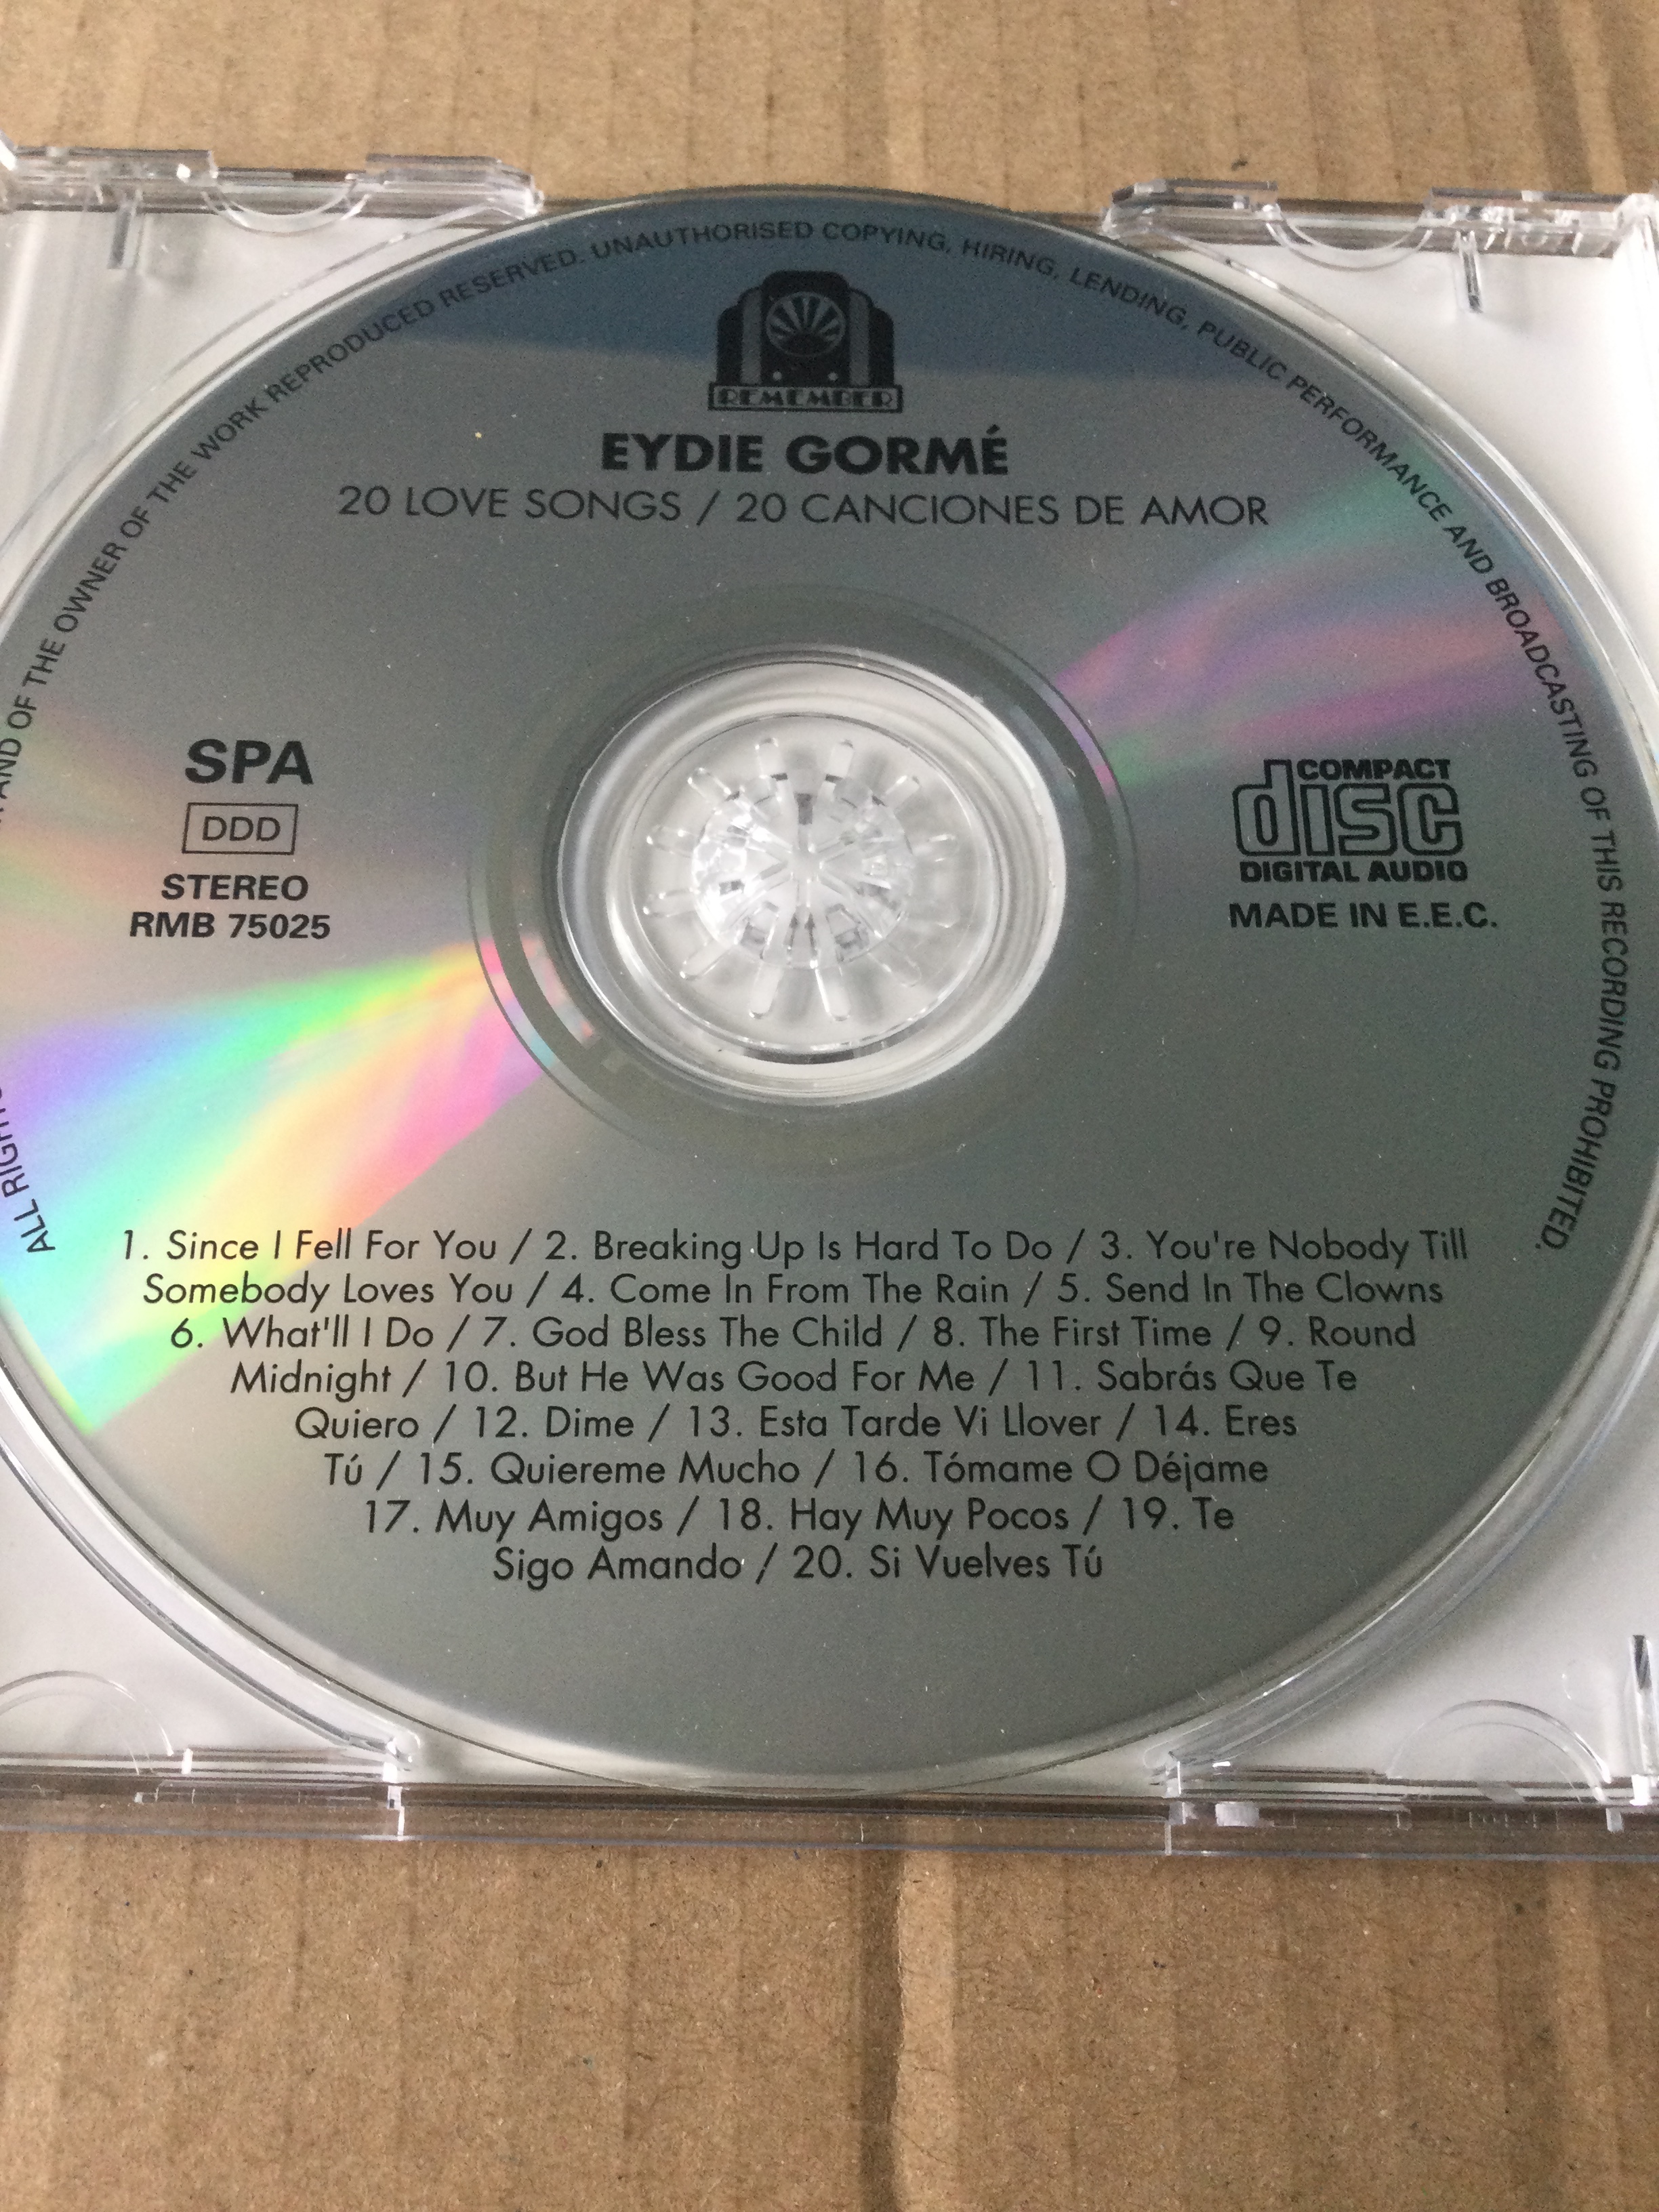 ALL RIGH
AND OF THE OWNER OF THE WORK REPRODUCED RESERVED. UNAUTHORISED COPYING, HIRING, LENDING, PUBLIC PERFORMANCE AND BROADCASTING OF THIS RECORDING PROHIBITED.
REMEMBER
EYDIE GORMÉ
20 LOVE SONGS / 20 CANCIONES DE AMOR
SPA
DDD
STEREO
RMB 75025
COMPACT
disc
DIGITAL AUDIO
MADE IN E.E.C.
1. Since I Fell For You / 2. Breaking Up Is Hard To Do / 3. You're Nobody Till
Somebody Loves You / 4. Come In From The Rain / 5. Send In The Clowns
6. What'll I Do / 7. God Bless The Child / 8. The First Time / 9. Round
Midnight / 10. But He Was Good For Me / 11. Sabrás Que Te
Quiero / 12. Dime / 13. Esta Tarde Vi Llover / 14. Eres
Tú / 15. Quiereme Mucho / 16. Tómame O Déjame
17. Muy Amigos / 18. Hay Muy Pocos / 19. Te
Sigo Amando / 20. Si Vuelves Tú